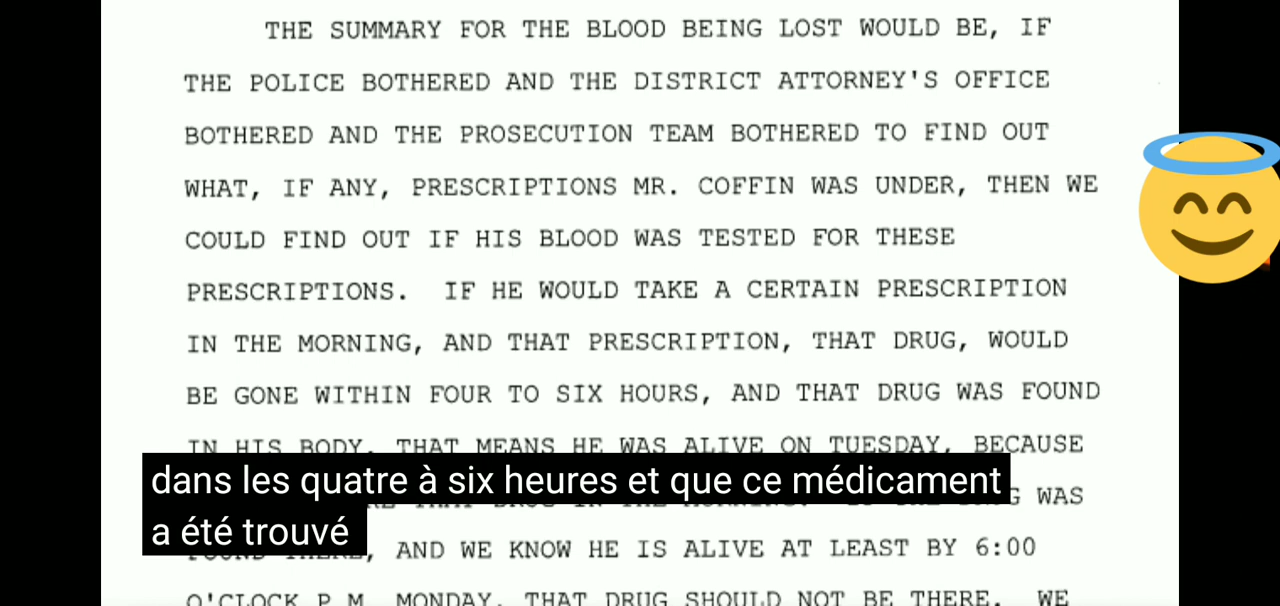 THE SUMMARY FOR THE BLOOD BEING LOST WOULD BE, IF
THE POLICE BOTHERED AND THE DISTRICT ATTORNEY'S OFFICE
BOTHERED AND THE PROSECUTION TEAM BOTHERED TO FIND OUT
WHAT, IF ANY, PRESCRIPTIONS MR. COFFIN WAS UNDER, THEN WE
COULD FIND OUT IF HIS BLOOD WAS TESTED FOR THESE
PRESCRIPTIONS. IF HE WOULD TAKE A CERTAIN PRESCRIPTION
IN THE MORNING, AND THAT PRESCRIPTION, THAT DRUG, WOULD
BE GONE WITHIN FOUR TO SIX HOURS, AND THAT DRUG WAS FOUND
IN HIS BODY, THAT MEANS HE WAS ALIVE ON TUESDAY, BECAUSE
WAS
AND WE KNOW HE IS ALIVE AT LEAST BY 6:00
O'CLOCK P.M. MONDAY, THAT DRUG SHOULD NOT BE THERE. WE
dans les quatre à six heures et que ce médicament
a été trouvé